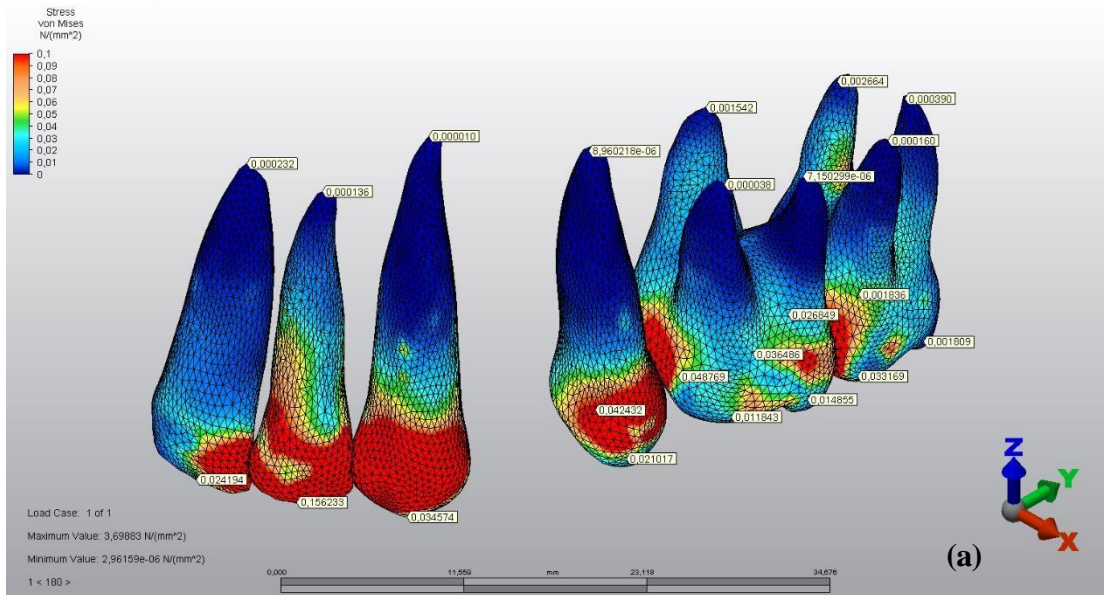 Stress
von Mises
N/(mm^2)
0,1
0,09
0,08
0,07
0,06
0,05
0,04
0,03
0,02
0,01
0
0,000232
0,000136
0,000010
8,960218e-06
0,001542
0,000038
7,150299e-06
0,002664
0,000160
0,000390
0,001836
0,026849
0,036486
0,048769
0,001809
0,033169
0,014855
0,011843
0,042432
0,021017
0,024194
0,156233
0,034574
Load Case: 1 of 1
Maximum Value: 3,69883 N/(mm^2)
Minimum Value: 2,96159e-06 N/(mm^2)
1 < 180 >
0,000 11,559 mm 23,118 34,676
Z
Y
X
(a)